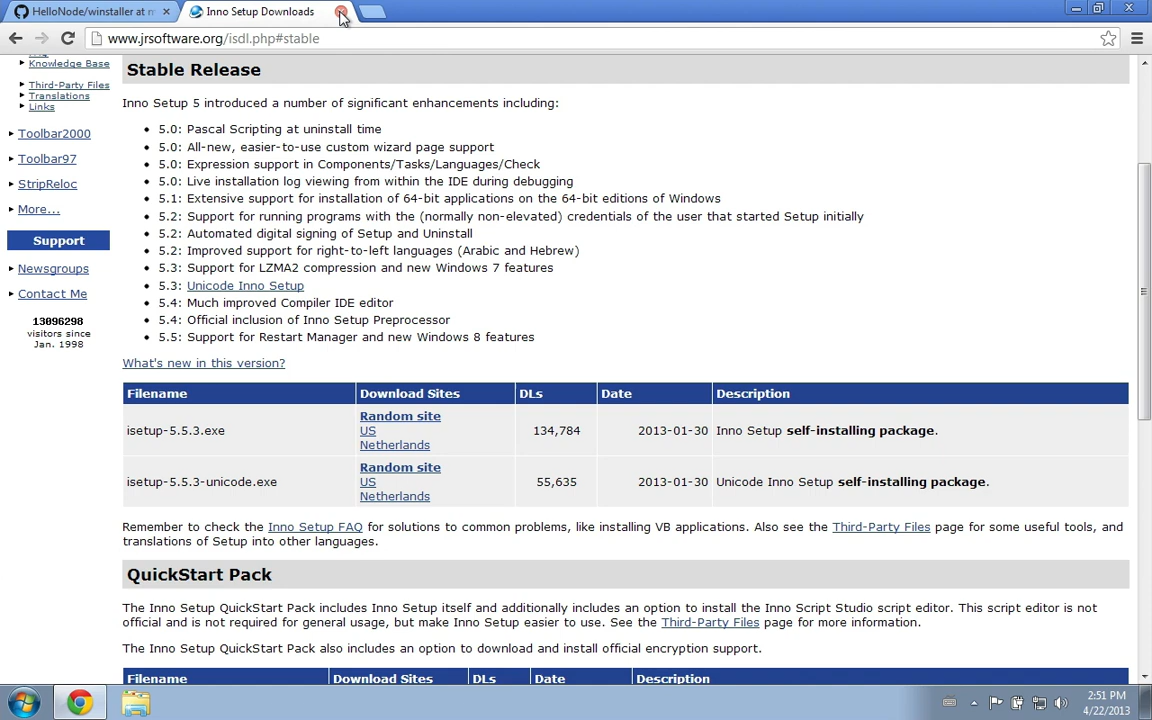 HelloNode/winstaller at m
Inno Setup Downloads
www.jrsoftware.org/isdl.php#stable
Knowledge Base
Third-Party Files
Translations
Links
Toolbar2000
Toolbar97
StripReloc
More...
Support
Newsgroups
Contact Me
13096298
visitors since
Jan. 1998
Stable Release
Inno Setup 5 introduced a number of significant enhancements including:
5.0: Pascal Scripting at uninstall time
5.0: All-new, easier-to-use custom wizard page support
5.0: Expression support in Components/Tasks/Languages/Check
5.0: Live installation log viewing from within the IDE during debugging
5.1: Extensive support for installation of 64-bit applications on the 64-bit editions of Windows
5.2: Support for running programs with the (normally non-elevated) credentials of the user that started Setup initially
5.2: Automated digital signing of Setup and Uninstall
5.2: Improved support for right-to-left languages (Arabic and Hebrew)
5.3: Support for LZMA2 compression and new Windows 7 features
5.3: Unicode Inno Setup
5.4: Much improved Compiler IDE editor
5.4: Official inclusion of Inno Setup Preprocessor
5.5: Support for Restart Manager and new Windows 8 features
What's new in this version?
Filename Download Sites DLs Date Description
Random site
US
Netherlands
isetup-5.5.3.exe 134,784 2013-01-30 Inno Setup self-installing package.
Random site
US
Netherlands
isetup-5.5.3-unicode.exe 55,635 2013-01-30 Unicode Inno Setup self-installing package.
Remember to check the Inno Setup FAQ for solutions to common problems, like installing VB applications. Also see the Third-Party Files page for some useful tools, and
translations of Setup into other languages.
QuickStart Pack
The Inno Setup QuickStart Pack includes Inno Setup itself and additionally includes an option to install the Inno Script Studio script editor. This script editor is not
official and is not required for general usage, but make Inno Setup easier to use. See the Third-Party Files page for more information.
The Inno Setup QuickStart Pack also includes an option to download and install official encryption support.
Filename Download Sites DLs Date Description
2:51 PM
4/22/2013